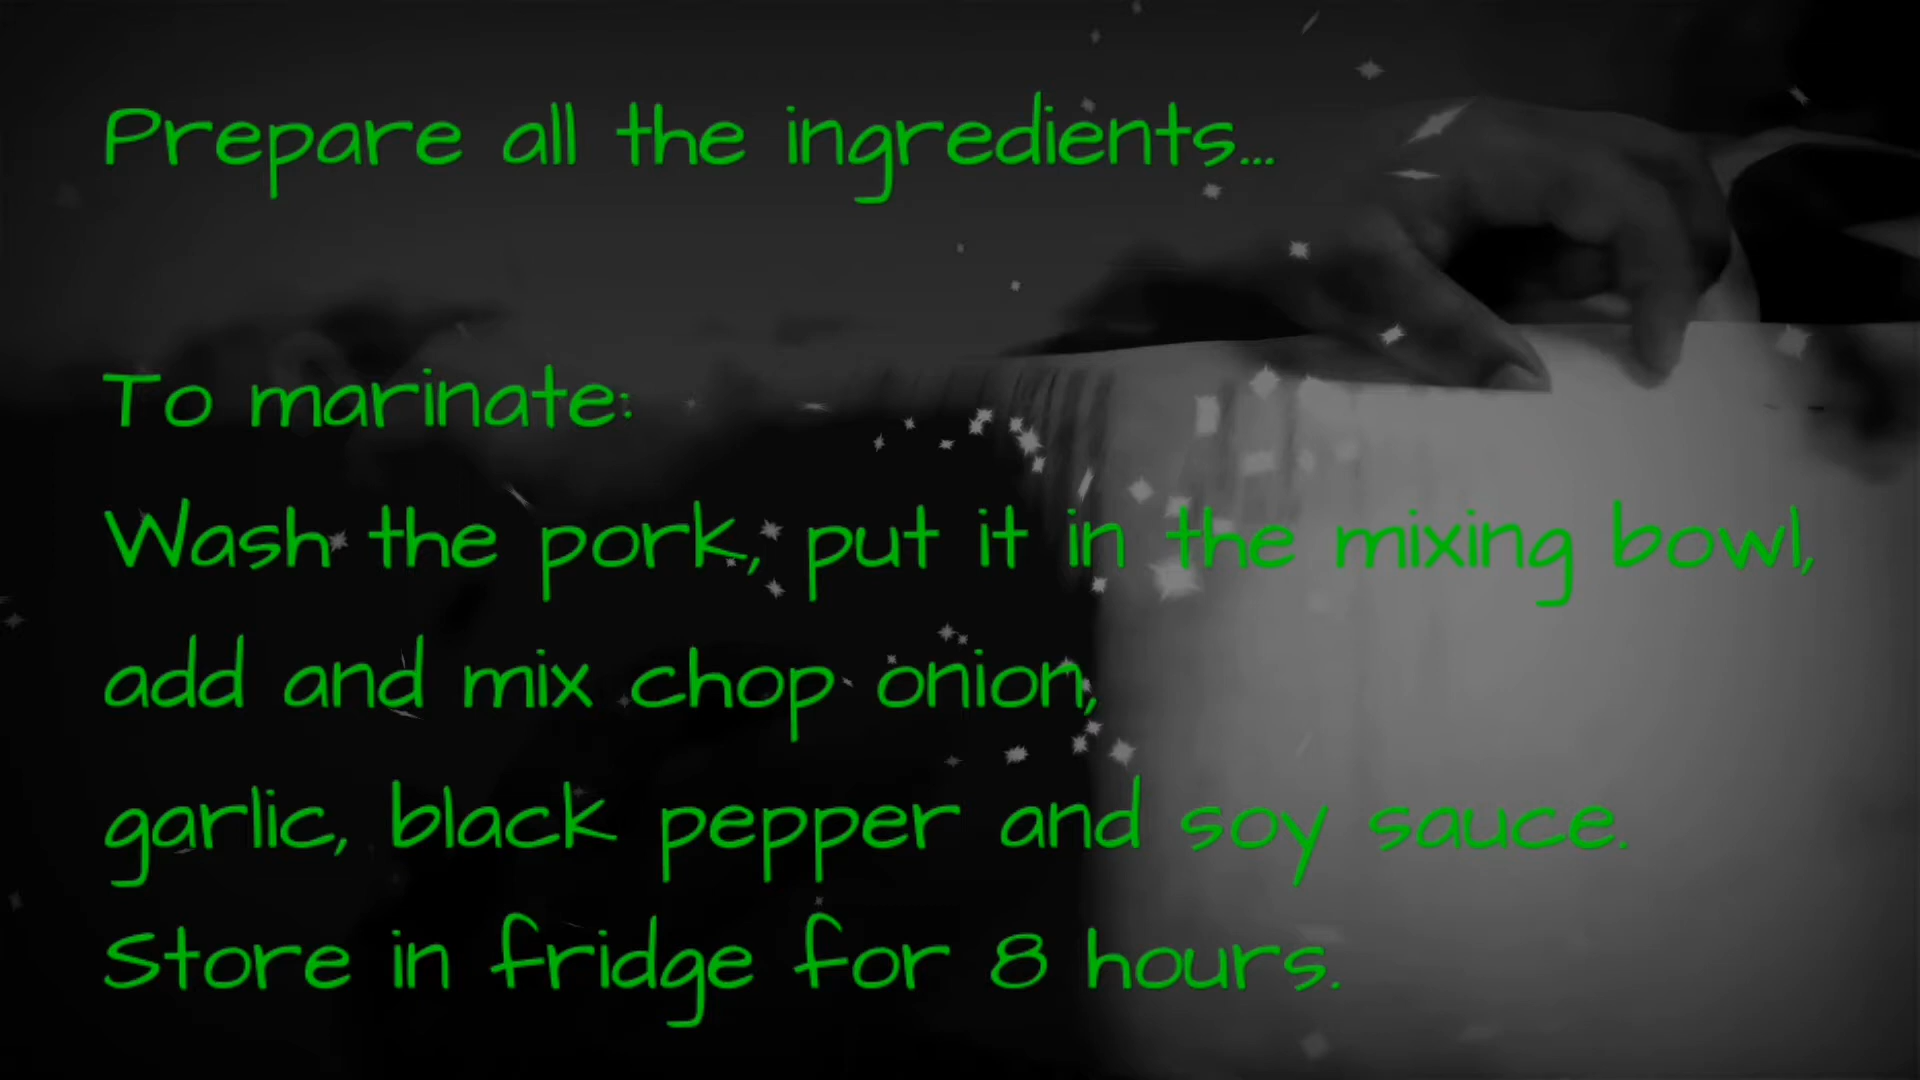 Prepare all the ingredients...
To marinate:
Wash the pork, put it in the mixing bowl,
add and mix chop onion,
garlic, black pepper and soy sauce.
Store in fridge for 8 hours.